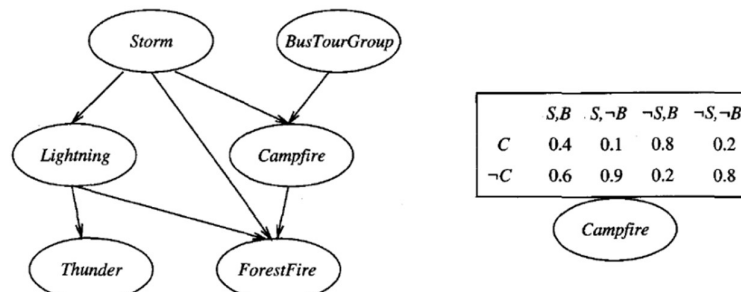 Storm BusTourGroup
S,B S,¬B ¬S,B ¬S,¬B
C 0.4 0.1 0.8 0.2
Lightning Campfire
¬C 0.6 0.9 0.2 0.8
Campfire
Thunder ForestFire